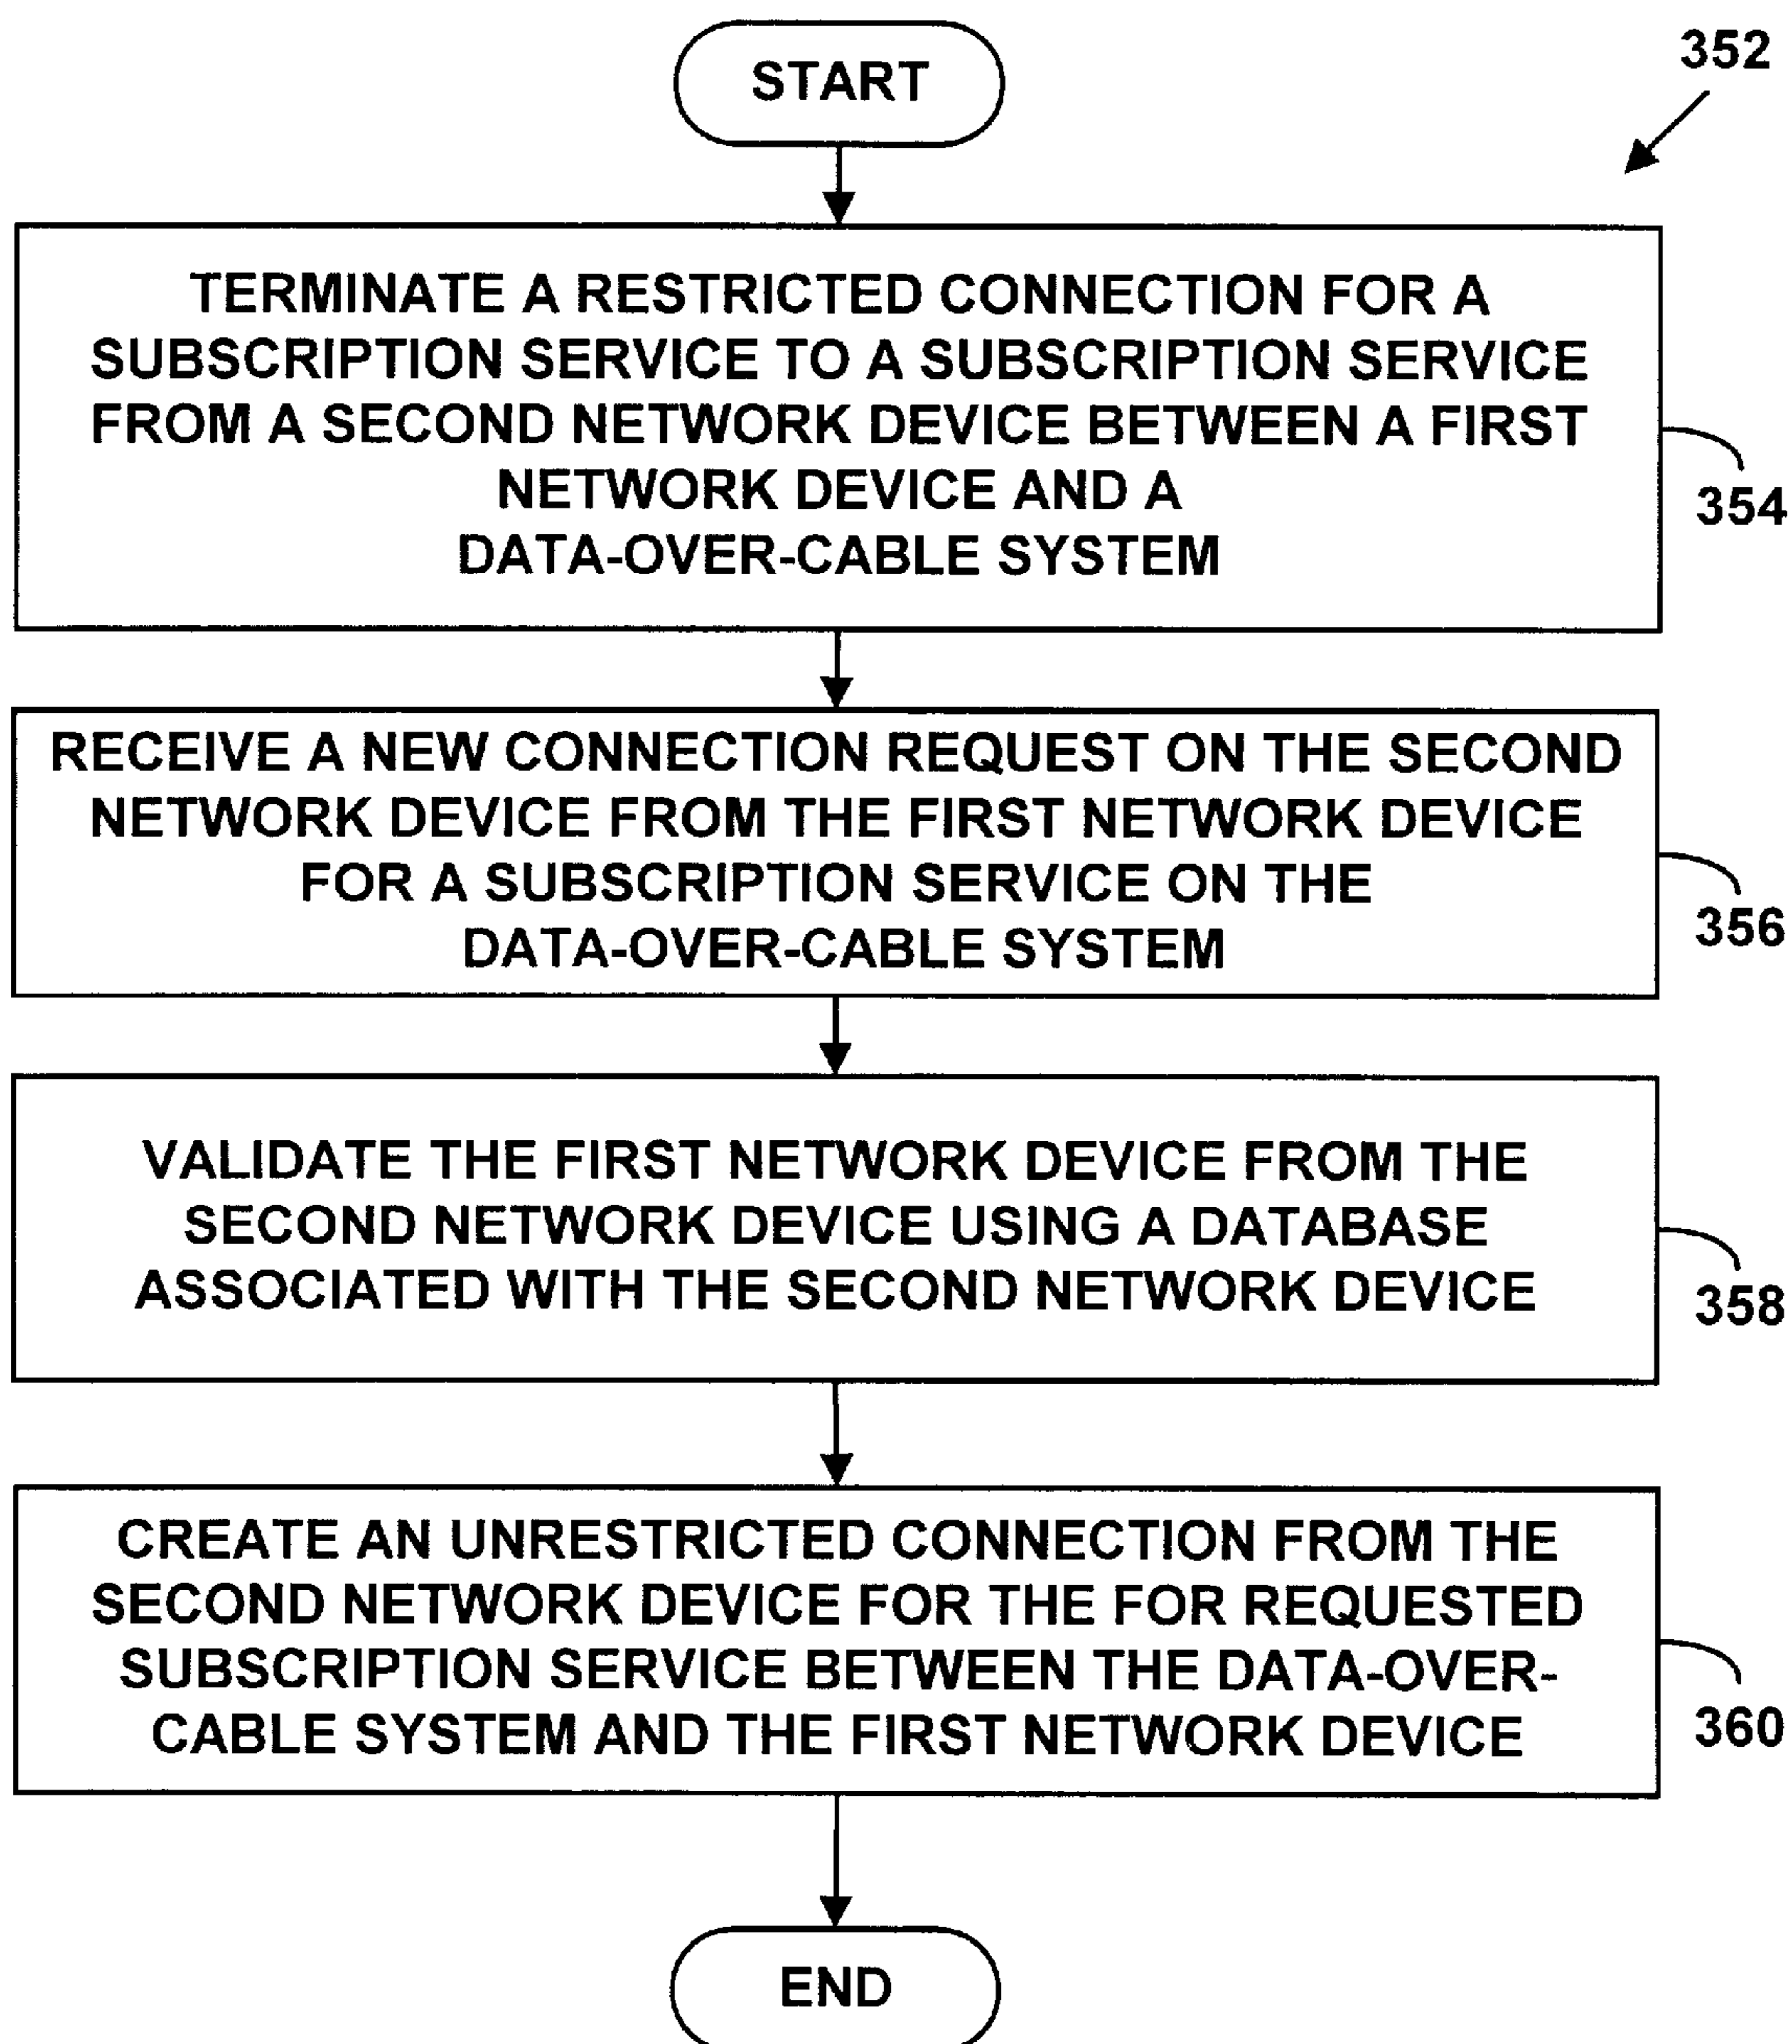 START
352
TERMINATE A RESTRICTED CONNECTION FOR A
SUBSCRIPTION SERVICE TO A SUBSCRIPTION SERVICE
FROM A SECOND NETWORK DEVICE BETWEEN A FIRST
NETWORK DEVICE AND A
DATA-OVER-CABLE SYSTEM
354
RECEIVE A NEW CONNECTION REQUEST ON THE SECOND
NETWORK DEVICE FROM THE FIRST NETWORK DEVICE
FOR A SUBSCRIPTION SERVICE ON THE
DATA-OVER-CABLE SYSTEM
356
VALIDATE THE FIRST NETWORK DEVICE FROM THE
SECOND NETWORK DEVICE USING A DATABASE
ASSOCIATED WITH THE SECOND NETWORK DEVICE
358
CREATE AN UNRESTRICTED CONNECTION FROM THE
SECOND NETWORK DEVICE FOR THE FOR REQUESTED
SUBSCRIPTION SERVICE BETWEEN THE DATA-OVER-
CABLE SYSTEM AND THE FIRST NETWORK DEVICE
360
END